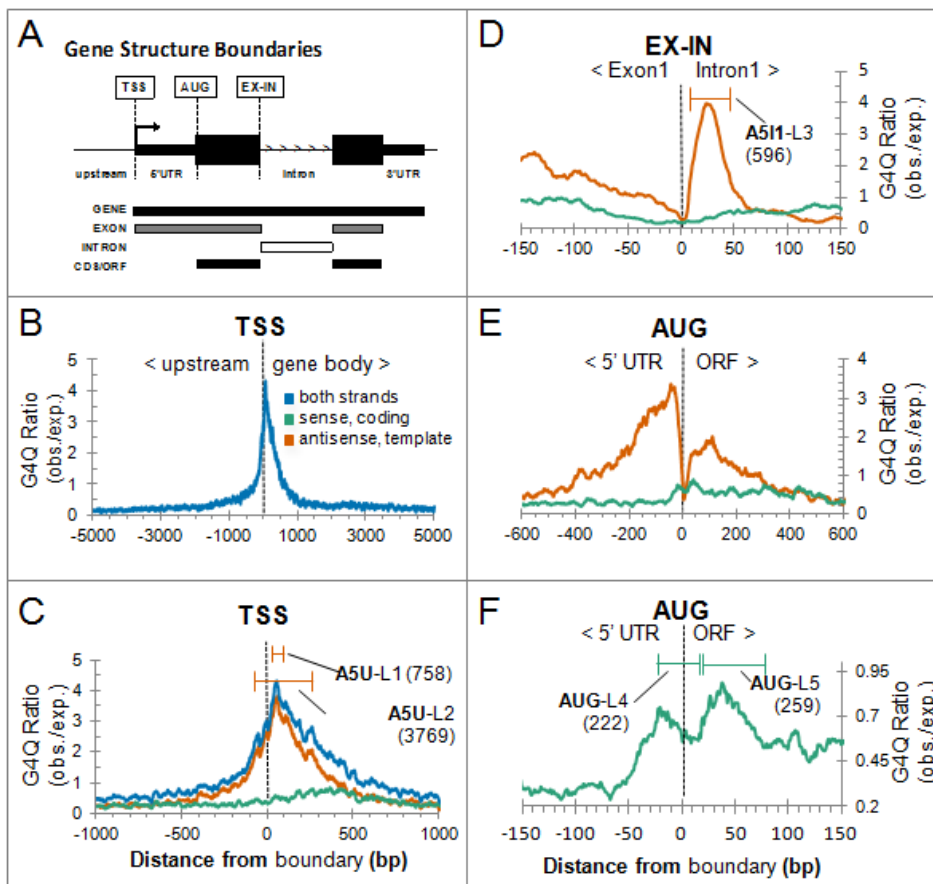 A
Gene Structure Boundaries
TSS
AUG
EX-IN
upstream
5'UTR
Intron
3'UTR
GENE
EXON
INTRON
CDS/ORF
B
TSS
< upstream
gene body >
both strands
sense, coding
antisense, template
G4Q Ratio
(obs./exp.)
5
4
3
2
1
0
-5000
-3000
-1000
1000
3000
5000
C
TSS
A5U-L1 (758)
A5U-L2
(3769)
G4Q Ratio
(obs./exp.)
5
4
3
2
1
0
-1000
-500
0
500
1000
Distance from boundary (bp)
D
EX-IN
< Exon1
Intron1 >
A5I1-L3
(596)
G4Q Ratio
(obs./exp.)
5
4
3
2
1
0
-150
-100
-50
0
50
100
150
E
AUG
< 5' UTR
ORF >
G4Q Ratio
(obs./exp.)
4
3
2
1
0
-600
-400
-200
0
200
400
600
F
AUG
< 5' UTR
ORF >
AUG-L4
(222)
AUG-L5
(259)
G4Q Ratio
(obs./exp.)
0.95
0.7
0.45
0.2
-150
-100
-50
0
50
100
150
Distance from boundary (bp)